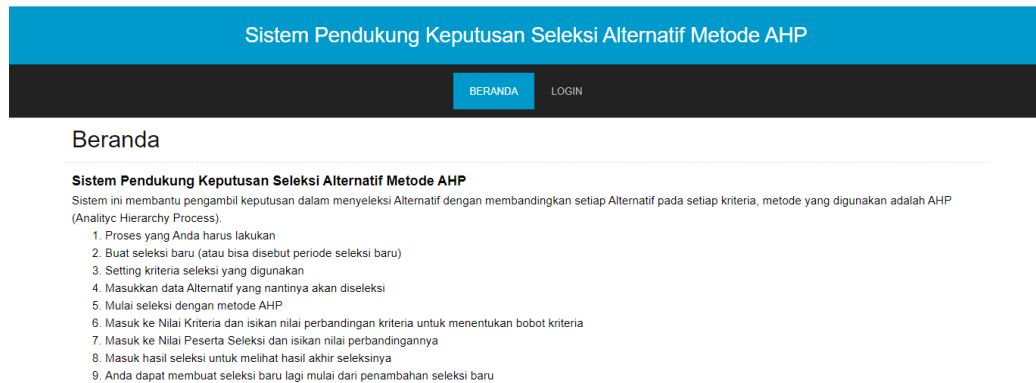 Sistem Pendukung Keputusan Seleksi Alternatif Metode AHP
BERANDA LOGIN
Beranda
Sistem Pendukung Keputusan Seleksi Alternatif Metode AHP
Sistem ini membantu pengambil keputusan dalam menyeleksi Alternatif dengan membandingkan setiap Alternatif pada setiap kriteria, metode yang digunakan adalah AHP
(Analityc Hierarchy Process).
1. Proses yang Anda harus lakukan
2. Buat seleksi baru (atau bisa disebut periode seleksi baru)
3. Setting kriteria seleksi yang digunakan
4. Masukkan data Alternatif yang nantinya akan diseleksi
5. Mulai seleksi dengan metode AHP
6. Masuk ke Nilai Kriteria dan isikan nilai perbandingan kriteria untuk menentukan bobot kriteria
7. Masuk ke Nilai Peserta Seleksi dan isikan nilai perbandingannya
8. Masuk hasil seleksi untuk melihat hasil akhir seleksinya
9. Anda dapat membuat seleksi baru lagi mulai dari penambahan seleksi baru